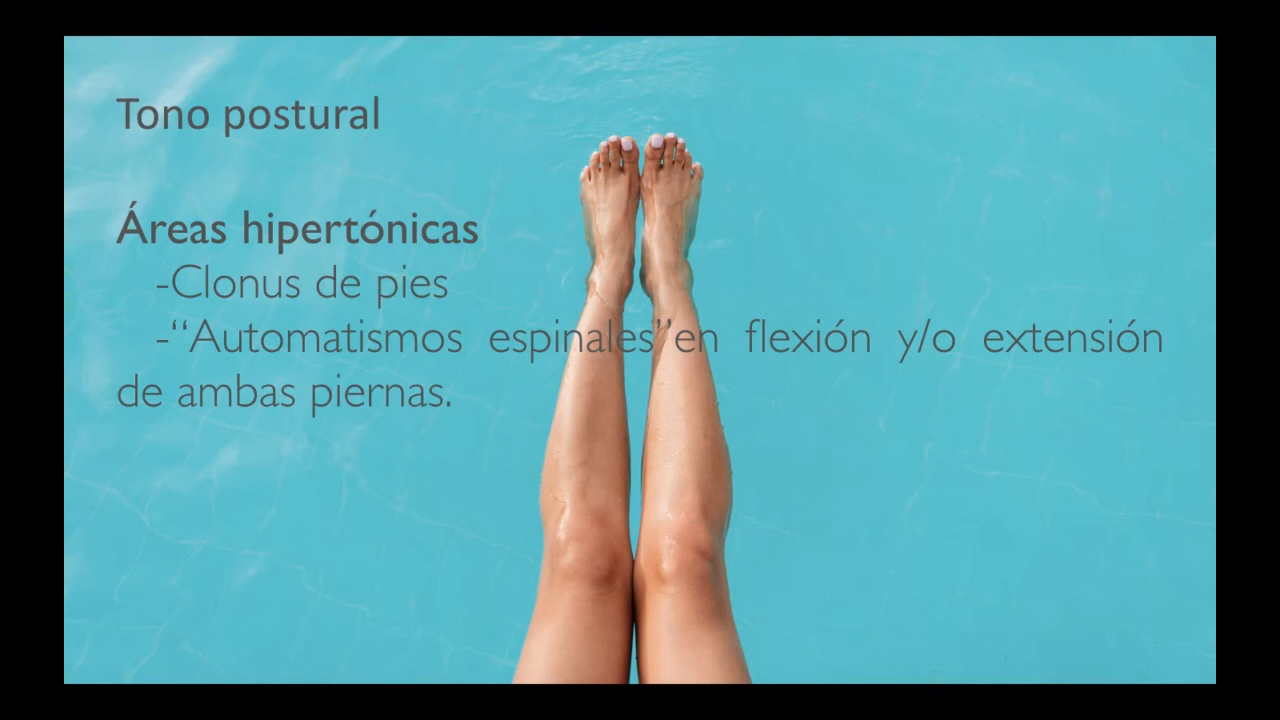 Tono postural
Áreas hipertónicas
-Clonus de pies
-“Automatismos espinales”en flexión y/o extensión
de ambas piernas.